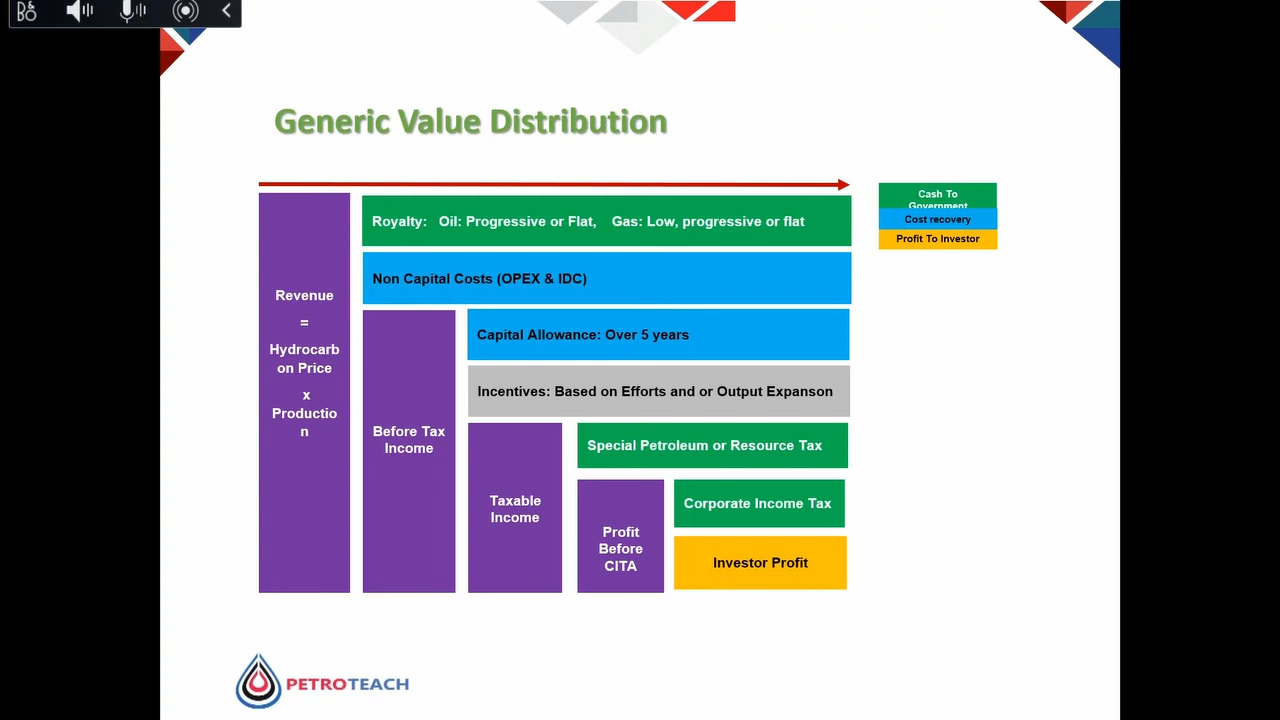 B&O
Generic Value Distribution
Revenue
=
Hydrocarb
on Price
x
Productio
n
Royalty: Oil: Progressive or Flat, Gas: Low, progressive or flat
Non Capital Costs (OPEX & IDC)
Before Tax
Income
Capital Allowance: Over 5 years
Incentives: Based on Efforts and or Output Expanson
Taxable
Income
Special Petroleum or Resource Tax
Profit
Before
CITA
Corporate Income Tax
Investor Profit
Cash To
Government
Cost recovery
Profit To Investor
PETROTEACH